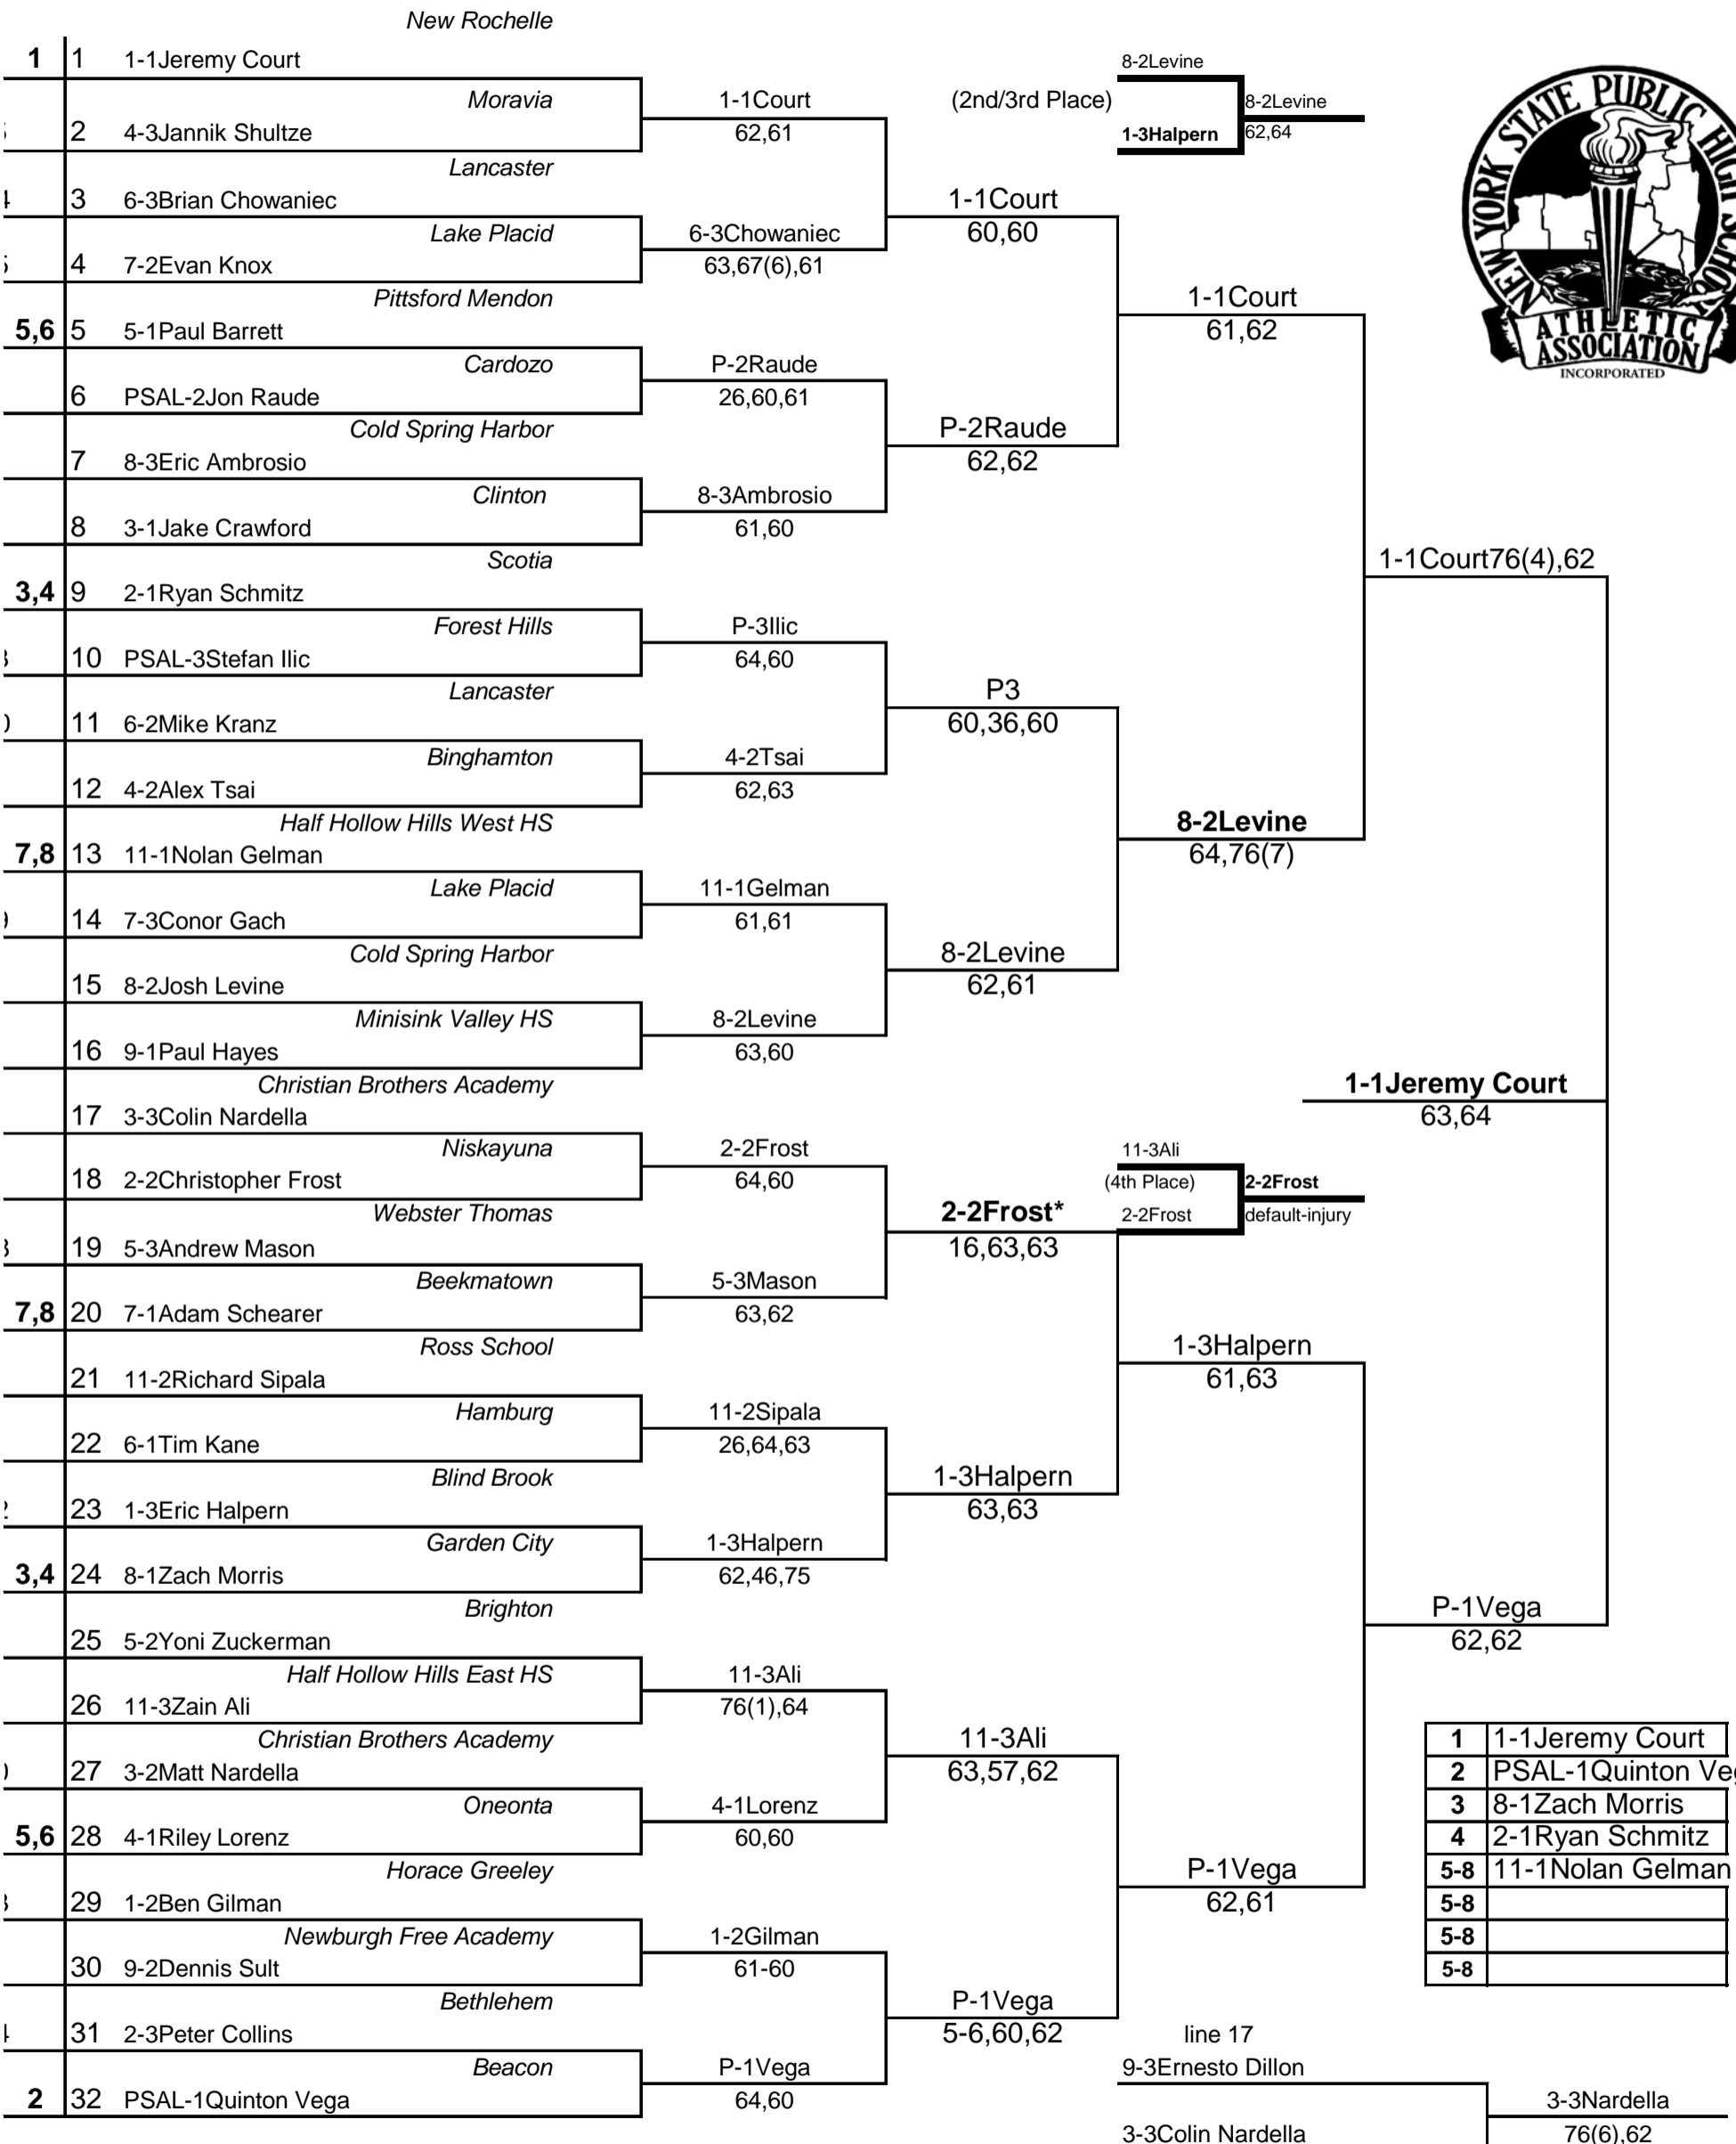 New Rochelle
1 1 1-1Jeremy Court
Moravia
2 4-3Jannik Shultze
Lancaster
3 6-3Brian Chowaniec
Lake Placid
4 7-2Evan Knox
Pittsford Mendon
5,6 5 5-1Paul Barrett
Cardozo
6 PSAL-2Jon Raude
Cold Spring Harbor
7 8-3Eric Ambrosio
Clinton
8 3-1Jake Crawford
Scotia
3,4 9 2-1Ryan Schmitz
Forest Hills
10 PSAL-3Stefan Ilic
Lancaster
11 6-2Mike Kranz
Binghamton
12 4-2Alex Tsai
Half Hollow Hills West HS
7,8 13 11-1Nolan Gelman
Lake Placid
14 7-3Conor Gach
Cold Spring Harbor
15 8-2Josh Levine
Minisink Valley HS
16 9-1Paul Hayes
Christian Brothers Academy
17 3-3Colin Nardella
Niskayuna
18 2-2Christopher Frost
Webster Thomas
19 5-3Andrew Mason
Beekmatown
7,8 20 7-1Adam Schearer
Ross School
21 11-2Richard Sipala
Hamburg
22 6-1Tim Kane
Blind Brook
23 1-3Eric Halpern
Garden City
3,4 24 8-1Zach Morris
Brighton
25 5-2Yoni Zuckerman
Half Hollow Hills East HS
26 11-3Zain Ali
Christian Brothers Academy
27 3-2Matt Nardella
Oneonta
5,6 28 4-1Riley Lorenz
Horace Greeley
29 1-2Ben Gilman
Newburgh Free Academy
30 9-2Dennis Sult
Bethlehem
31 2-3Peter Collins
Beacon
2 32 PSAL-1Quinton Vega
1-1Court
62,61
6-3Chowaniec
63,67(6),61
P-2Raude
26,60,61
8-3Ambrosio
61,60
P-3Ilic
64,60
4-2Tsai
62,63
11-1Gelman
61,61
8-2Levine
63,60
2-2Frost
64,60
5-3Mason
63,62
11-2Sipala
26,64,63
1-3Halpern
62,46,75
11-3Ali
76(1),64
4-1Lorenz
60,60
1-2Gilman
61-60
P-1Vega
64,60
1-1Court
60,60
P-2Raude
62,62
P3
60,36,60
8-2Levine
62,61
2-2Frost*
16,63,63
1-3Halpern
63,63
11-3Ali
63,57,62
P-1Vega
5-6,60,62
8-2Levine
(2nd/3rd Place)
1-3Halpern
8-2Levine
62,64
1-1Court
61,62
8-2Levine
64,76(7)
11-3Ali
(4th Place)
2-2Frost
2-2Frost
default-injury
1-3Halpern
61,63
P-1Vega
62,61
1-1Court76(4),62
P-1Vega
62,62
1-1Jeremy Court
63,64
line 17
9-3Ernesto Dillon
3-3Colin Nardella
3-3Nardella
76(6),62
NEW YORK STATE PUBLIC HIGH
ATHLETIC
ASSOCIATION
INCORPORATED
1 1-1Jeremy Court
2 PSAL-1Quinton
3 8-1Zach Morris
4 2-1Ryan Schmitz
5-8 11-1Nolan Gelman
5-8
5-8
5-8